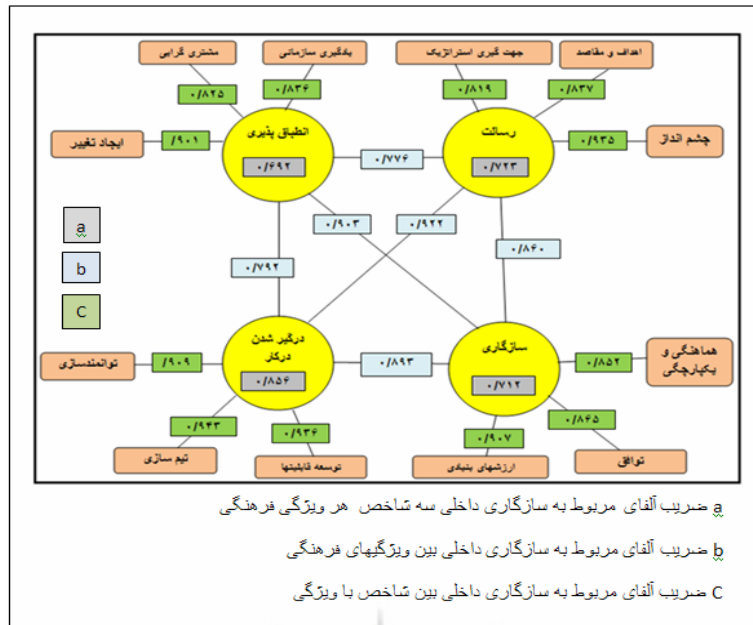 مشتری گرایی یادگیری سازمانی جهت گیری استراتژیک اهداف و مقاصد
۰/۸۲۵ ۰/۸۳۶ ۰/۸۱۹ ۰/۸۳۷
ایجاد تغییر ۰/۹۰۱ انطباق پذیری رسالت ۰/۹۳۵ چشم انداز
۰/۶۹۲ ۰/۷۷۶ ۰/۷۲۳
a
۰/۹۰۳ ۰/۹۲۲
b ۰/۷۹۲ ۰/۸۶۰
C
درگیر شدن
درکار
سازگاری
هماهنگی و
یکپارچگی
توانمندسازی ۰/۹۰۹ ۰/۸۹۳ ۰/۸۵۲
۰/۸۵۶ ۰/۷۱۲
۰/۹۴۳ ۰/۹۳۶ ۰/۹۰۷ ۰/۸۶۵
تیم سازی توسعه قابلیتها ارزشهای بنیادی توافق
a ضریب آلفای مربوط به سازگاری داخلی سه شاخص هر ویژگی فرهنگی
b ضریب آلفای مربوط به سازگاری داخلی بین ویژگیهای فرهنگی
C ضریب آلفای مربوط به سازگاری داخلی بین شاخص با ویژگی